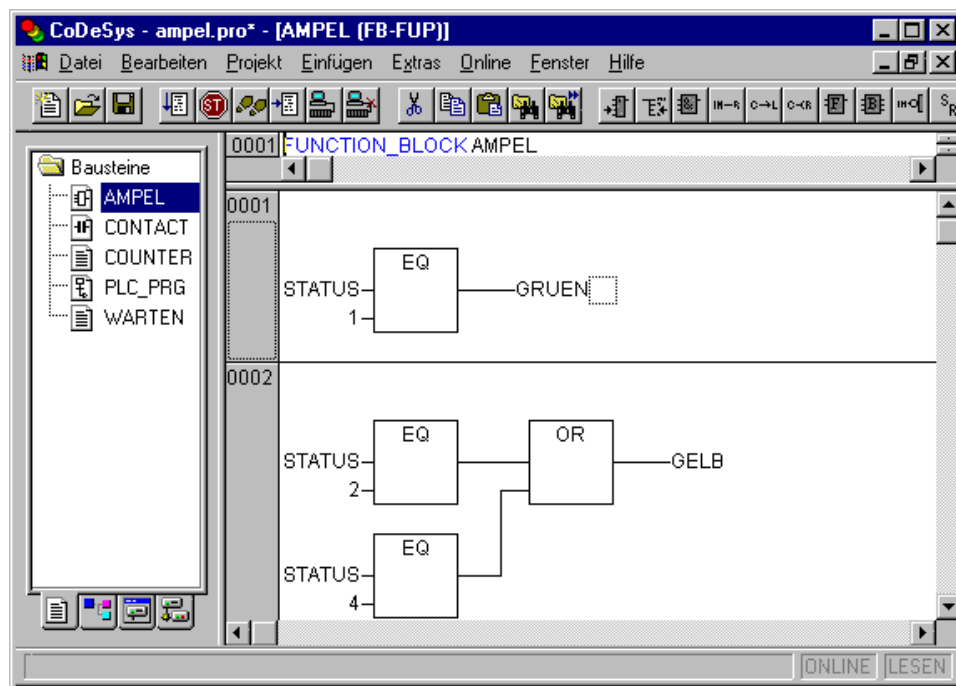 CoDeSys - ampel.pro* - [AMPEL (FB-FUP)]
Datei Bearbeiten Projekt Einfügen Extras Online Fenster Hilfe
0001 FUNCTION_BLOCK AMPEL
Bausteine
AMPEL
CONTACT
COUNTER
PLC_PRG
WARTEN
0001
EQ
STATUS GRUEN
1
0002
EQ OR
STATUS GELB
2
EQ
STATUS
4
ONLINE LESEN